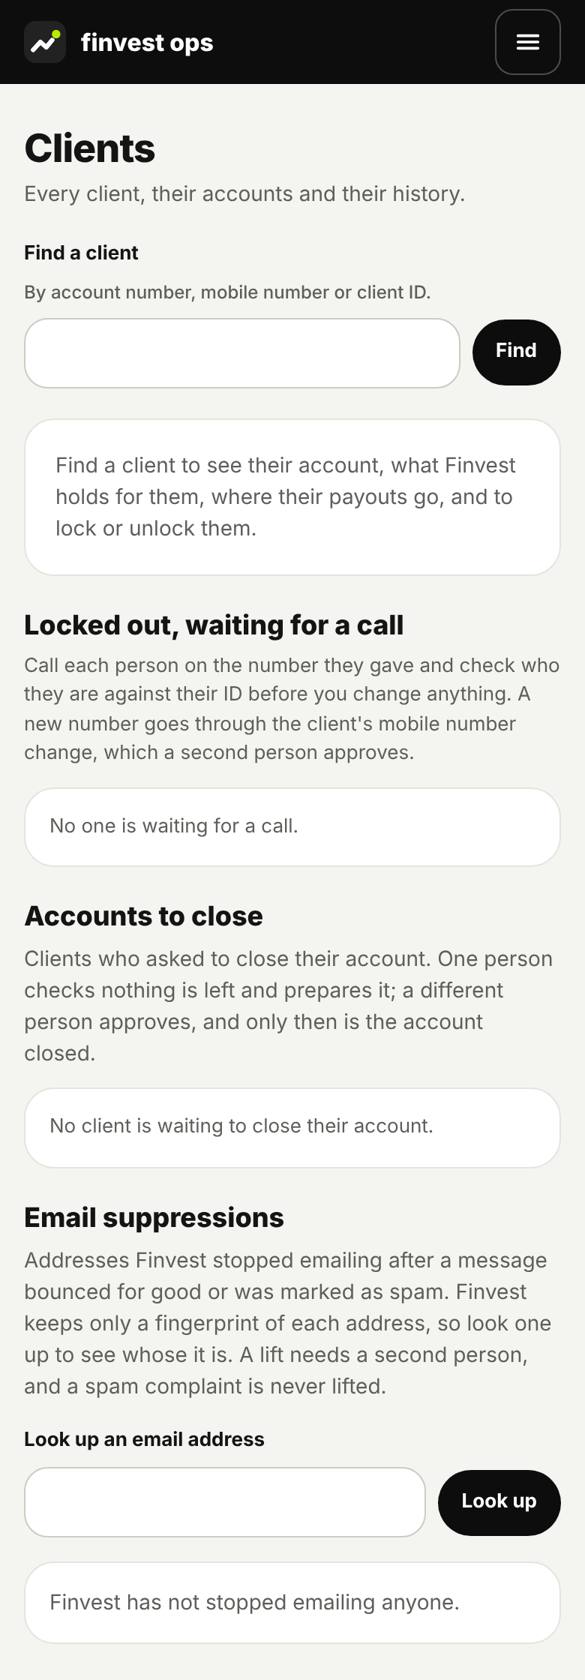 finvest ops
Clients
Every client, their accounts and their history.
Find a client
By account number, mobile number or client ID.
Find
Find a client to see their account, what Finvest
holds for them, where their payouts go, and to
lock or unlock them.
Locked out, waiting for a call
Call each person on the number they gave and check who
they are against their ID before you change anything. A
new number goes through the client's mobile number
change, which a second person approves.
No one is waiting for a call.
Accounts to close
Clients who asked to close their account. One person
checks nothing is left and prepares it; a different
person approves, and only then is the account
closed.
No client is waiting to close their account.
Email suppressions
Addresses Finvest stopped emailing after a message
bounced for good or was marked as spam. Finvest
keeps only a fingerprint of each address, so look one
up to see whose it is. A lift needs a second person,
and a spam complaint is never lifted.
Look up an email address
Look up
Finvest has not stopped emailing anyone.